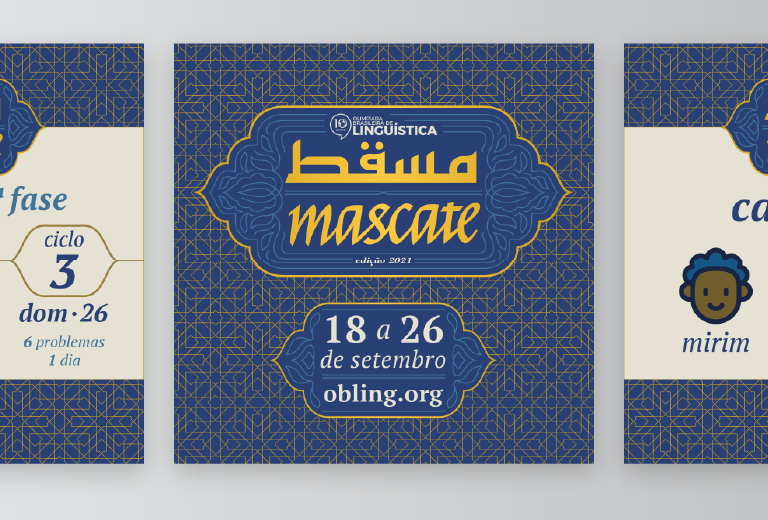 fase
ciclo
3
dom·26
6 problemas
1 dia
OLIMPÍADA
BRASILEIRA DE
LINGUÍSTICA
مسقط
mascate
edição 2021
18 a 26
de setembro
obling.org
ca
mirim